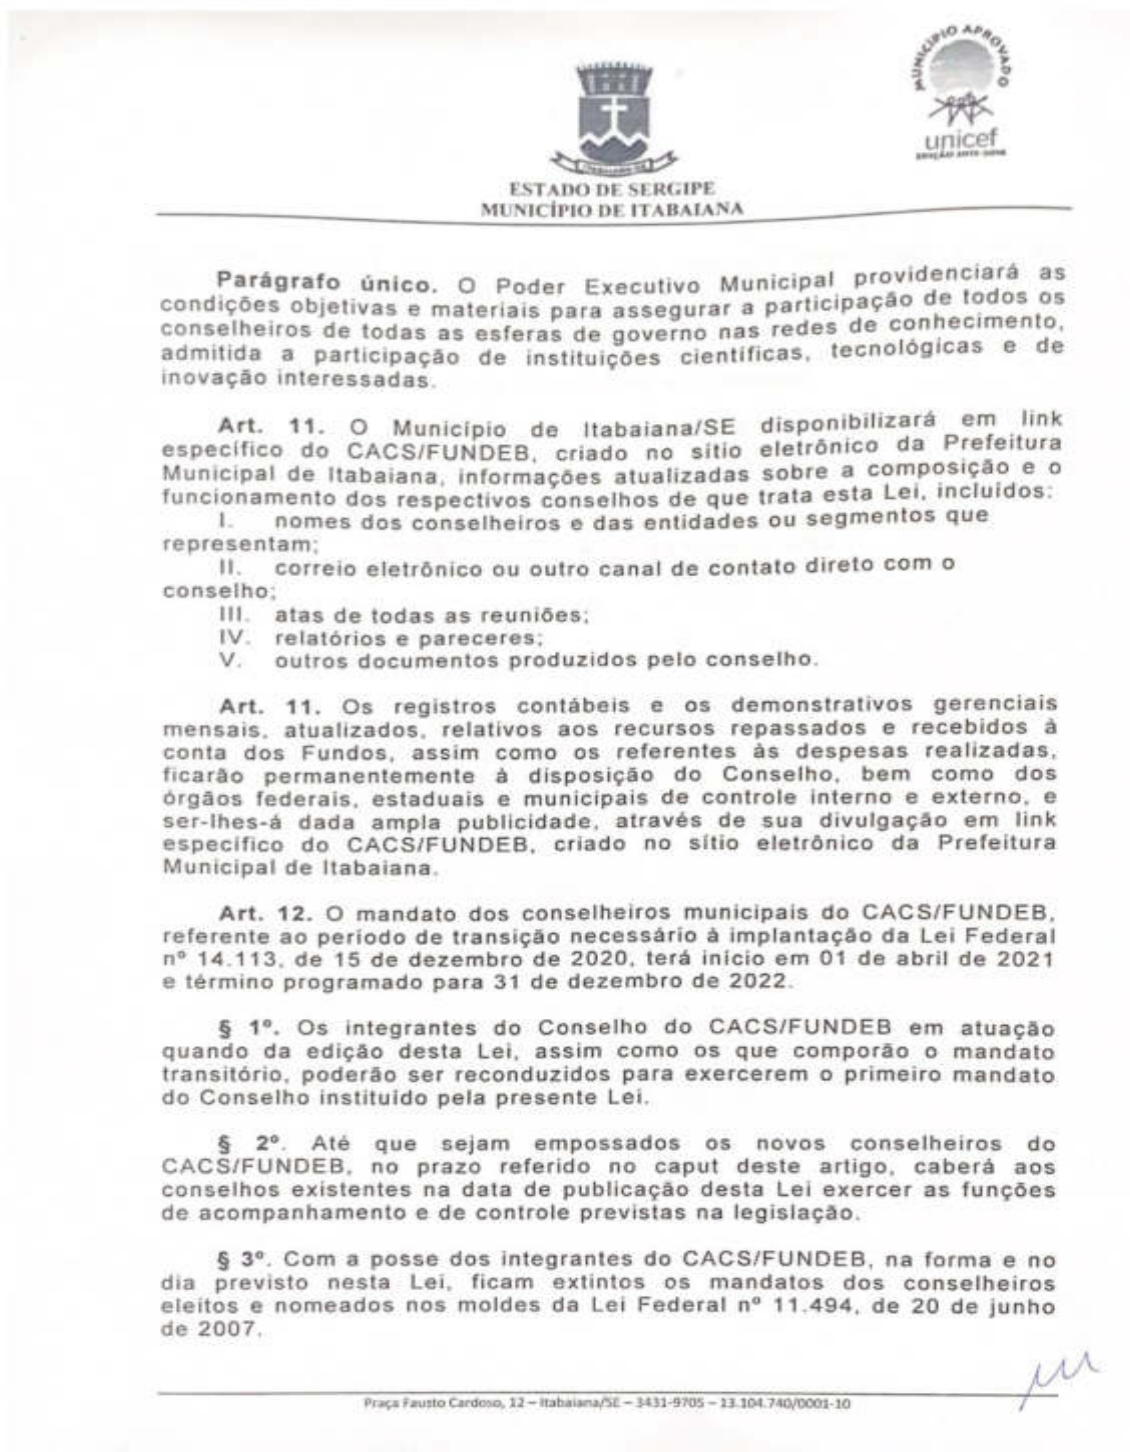 MUNICÍPIO APROVADO
unicef
ESTADO DE SERGIPE
MUNICÍPIO DE ITABAIANA
Parágrafo único. O Poder Executivo Municipal providenciará as
condições objetivas e materiais para assegurar a participação de todos os
conselheiros de todas as esferas de governo nas redes de conhecimento,
admitida a participação de instituições científicas, tecnológicas e de
inovação interessadas.
Art. 11. O Município de Itabaiana/SE disponibilizará em link
específico do CACS/FUNDEB, criado no sítio eletrônico da Prefeitura
Municipal de Itabaiana, informações atualizadas sobre a composição e o
funcionamento dos respectivos conselhos de que trata esta Lei, incluídos:
I. nomes dos conselheiros e das entidades ou segmentos que
representam;
II. correio eletrônico ou outro canal de contato direto com o
conselho;
III. atas de todas as reuniões;
IV. relatórios e pareceres;
V. outros documentos produzidos pelo conselho.
Art. 11. Os registros contábeis e os demonstrativos gerenciais
mensais, atualizados, relativos aos recursos repassados e recebidos à
conta dos Fundos, assim como os referentes às despesas realizadas,
ficarão permanentemente à disposição do Conselho, bem como dos
órgãos federais, estaduais e municipais de controle interno e externo, e
ser-lhes-á dada ampla publicidade, através de sua divulgação em link
específico do CACS/FUNDEB, criado no sítio eletrônico da Prefeitura
Municipal de Itabaiana.
Art. 12. O mandato dos conselheiros municipais do CACS/FUNDEB,
referente ao período de transição necessário à implantação da Lei Federal
nº 14.113, de 15 de dezembro de 2020, terá início em 01 de abril de 2021
e término programado para 31 de dezembro de 2022.
§ 1º. Os integrantes do Conselho do CACS/FUNDEB em atuação
quando da edição desta Lei, assim como os que comporão o mandato
transitório, poderão ser reconduzidos para exercerem o primeiro mandato
do Conselho instituído pela presente Lei.
§ 2º. Até que sejam empossados os novos conselheiros do
CACS/FUNDEB, no prazo referido no caput deste artigo, caberá aos
conselhos existentes na data de publicação desta Lei exercer as funções
de acompanhamento e de controle previstas na legislação.
§ 3º. Com a posse dos integrantes do CACS/FUNDEB, na forma e no
dia previsto nesta Lei, ficam extintos os mandatos dos conselheiros
eleitos e nomeados nos moldes da Lei Federal nº 11.494, de 20 de junho
de 2007.
Praça Fausto Cardoso, 12 – Itabaiana/SE – 3431-9705 – 13.104.740/0001-10